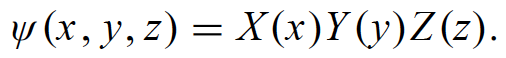 ψ(x, y, z) = X(x)Y(y)Z(z).